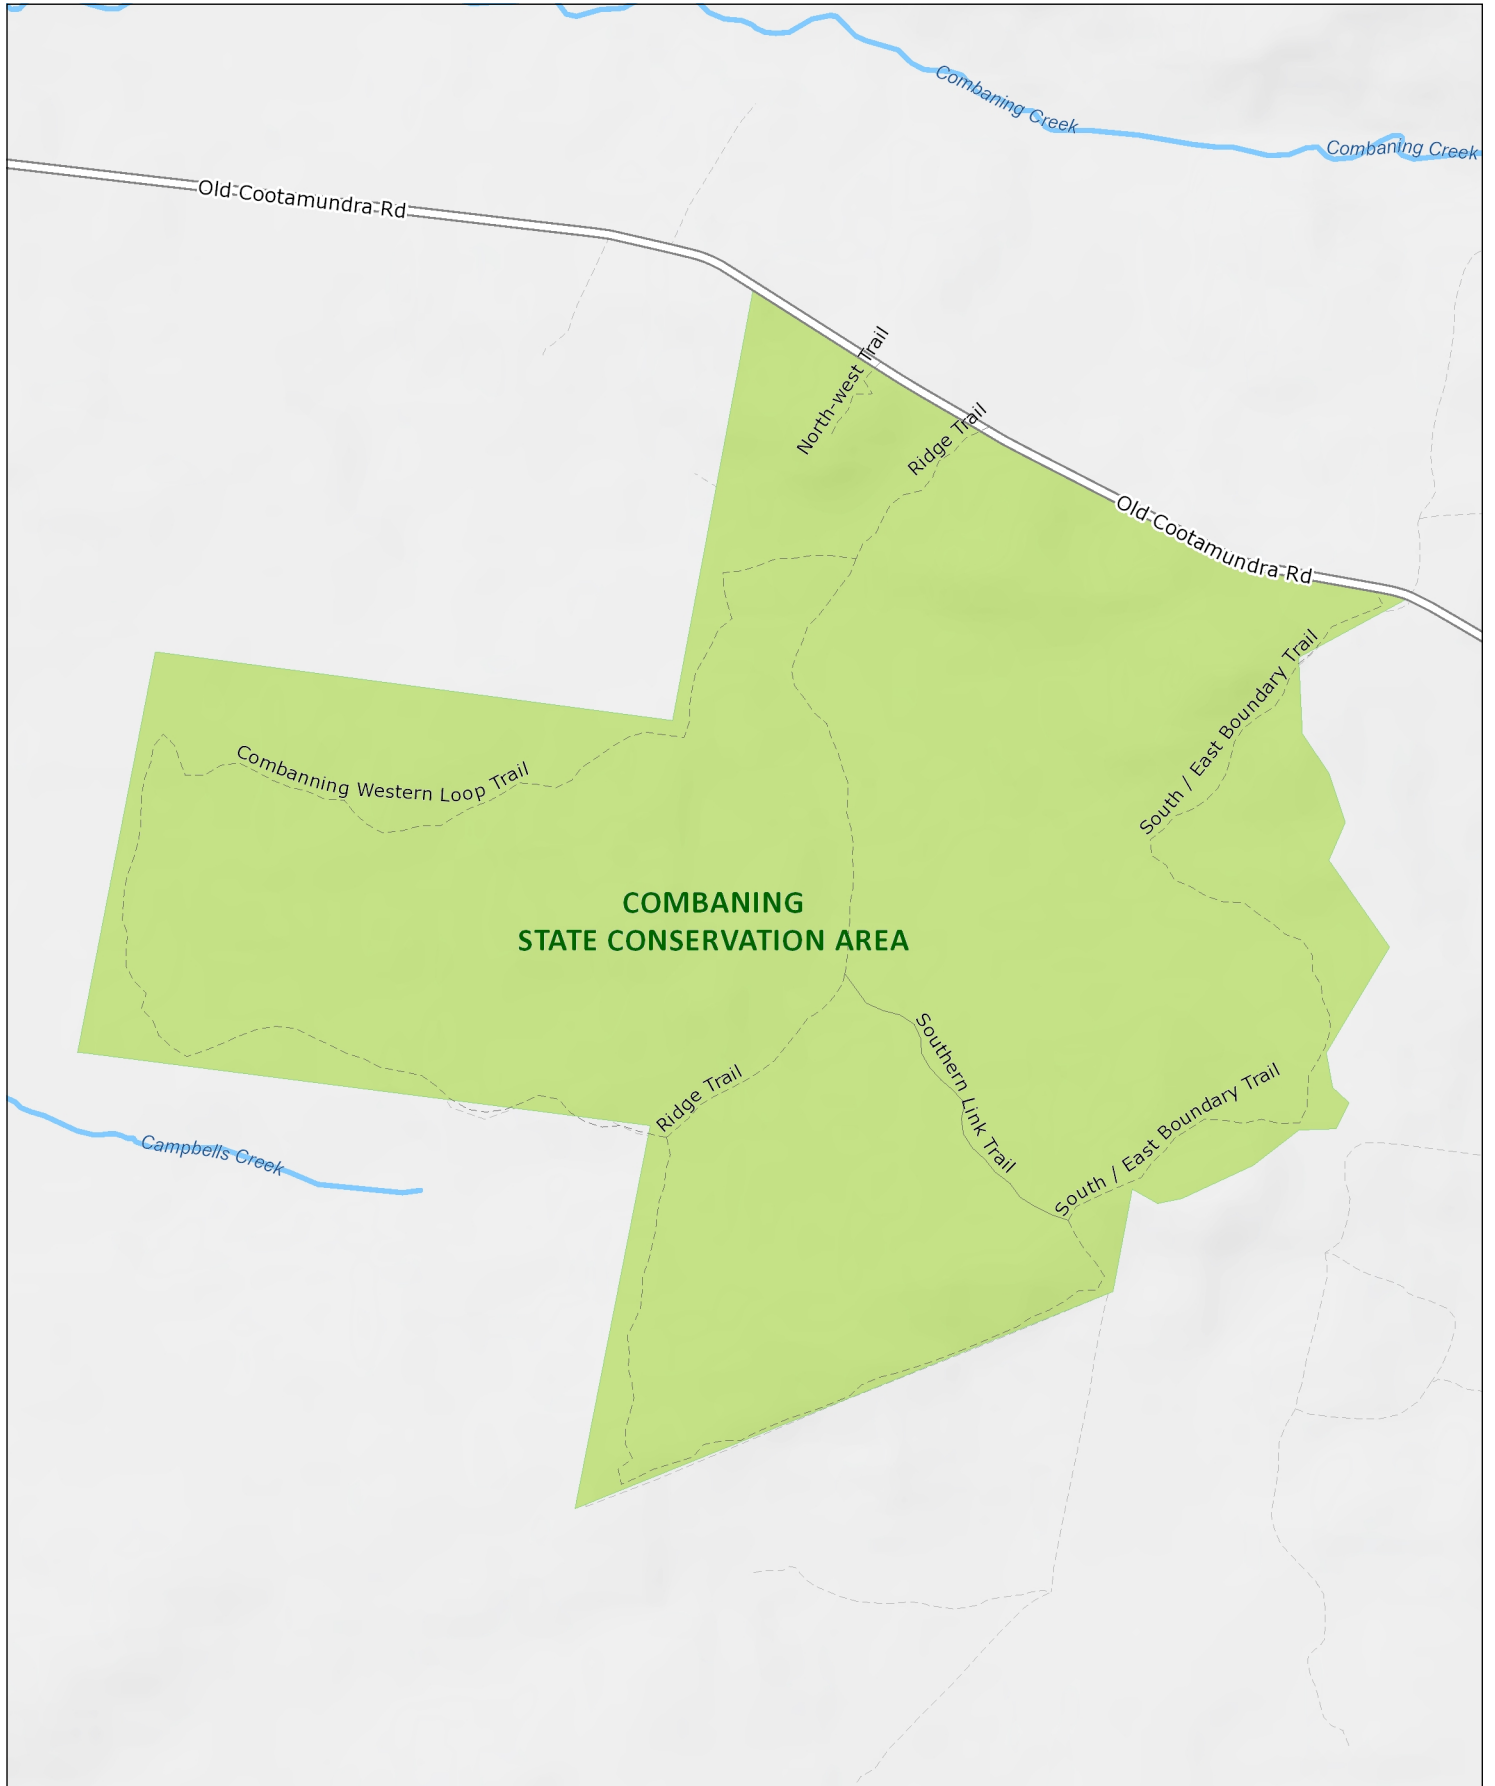 Combaning Creek
Combaning Creek
Old Cootamundra Rd
North-west Trail
Ridge Trail
Old Cootamundra Rd
South / East Boundary Trail
Combanning Western Loop Trail
COMBANING
STATE CONSERVATION AREA
Southern Link Trail
Ridge Trail
South / East Boundary Trail
Campbells Creek